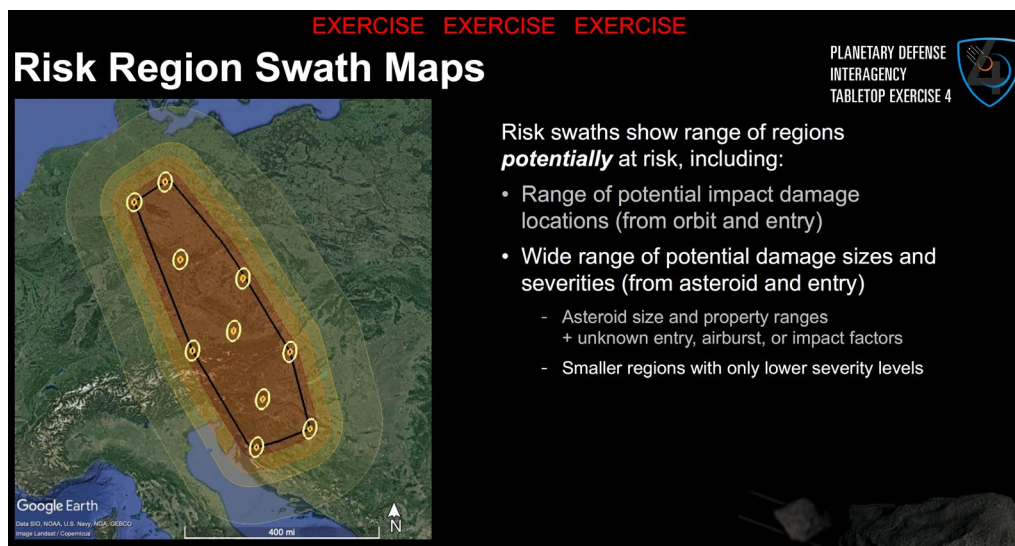 EXERCISE EXERCISE EXERCISE
Risk Region Swath Maps
PLANETARY DEFENSE
INTERAGENCY
TABLETOP EXERCISE 4
4
Risk swaths show range of regions
potentially at risk, including:
• Range of potential impact damage
locations (from orbit and entry)
• Wide range of potential damage sizes and
severities (from asteroid and entry)
- Asteroid size and property ranges
+ unknown entry, airburst, or impact factors
- Smaller regions with only lower severity levels
Google Earth
Data SIO, NOAA, U.S. Navy, NGA, GEBCO
Image Landsat / Copernicus
400 mi
N